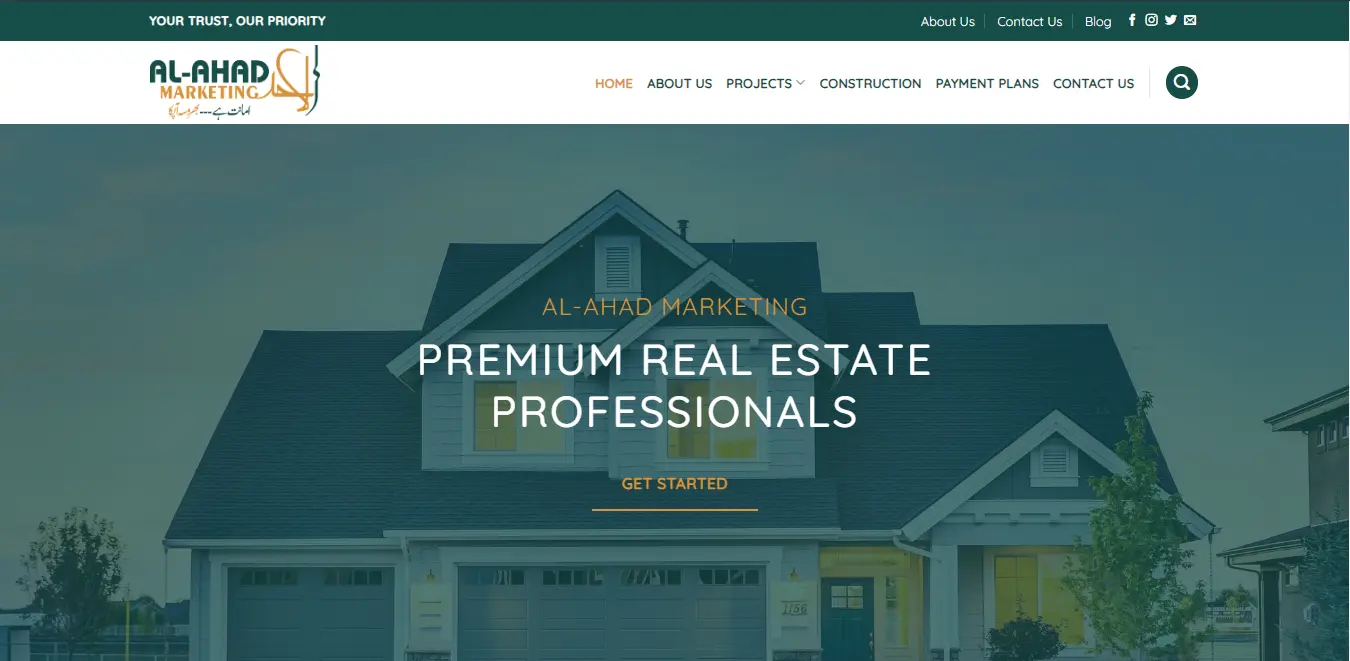 YOUR TRUST, OUR PRIORITY
About Us
Contact Us
Blog
AL-AHAD
MARKETING
امانت ہے---بھروسہ آپکا
HOME
ABOUT US
PROJECTS
CONSTRUCTION
PAYMENT PLANS
CONTACT US
AL-AHAD MARKETING
PREMIUM REAL ESTATE
PROFESSIONALS
GET STARTED
1156